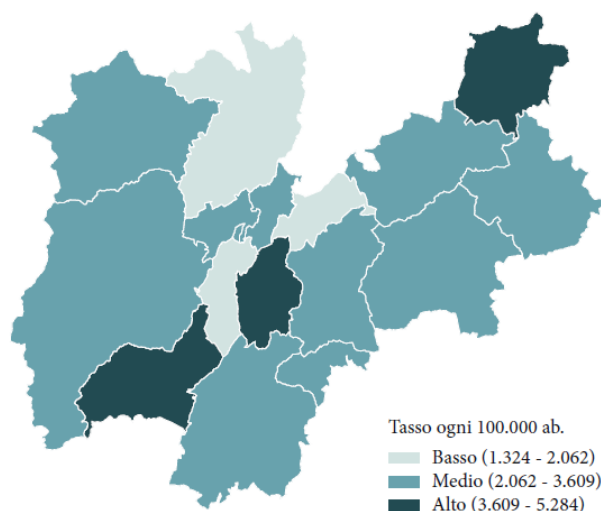 Tasso ogni 100.000 ab.
Basso (1.324 - 2.062)
Medio (2.062 - 3.609)
Alto (3.609 - 5.284)